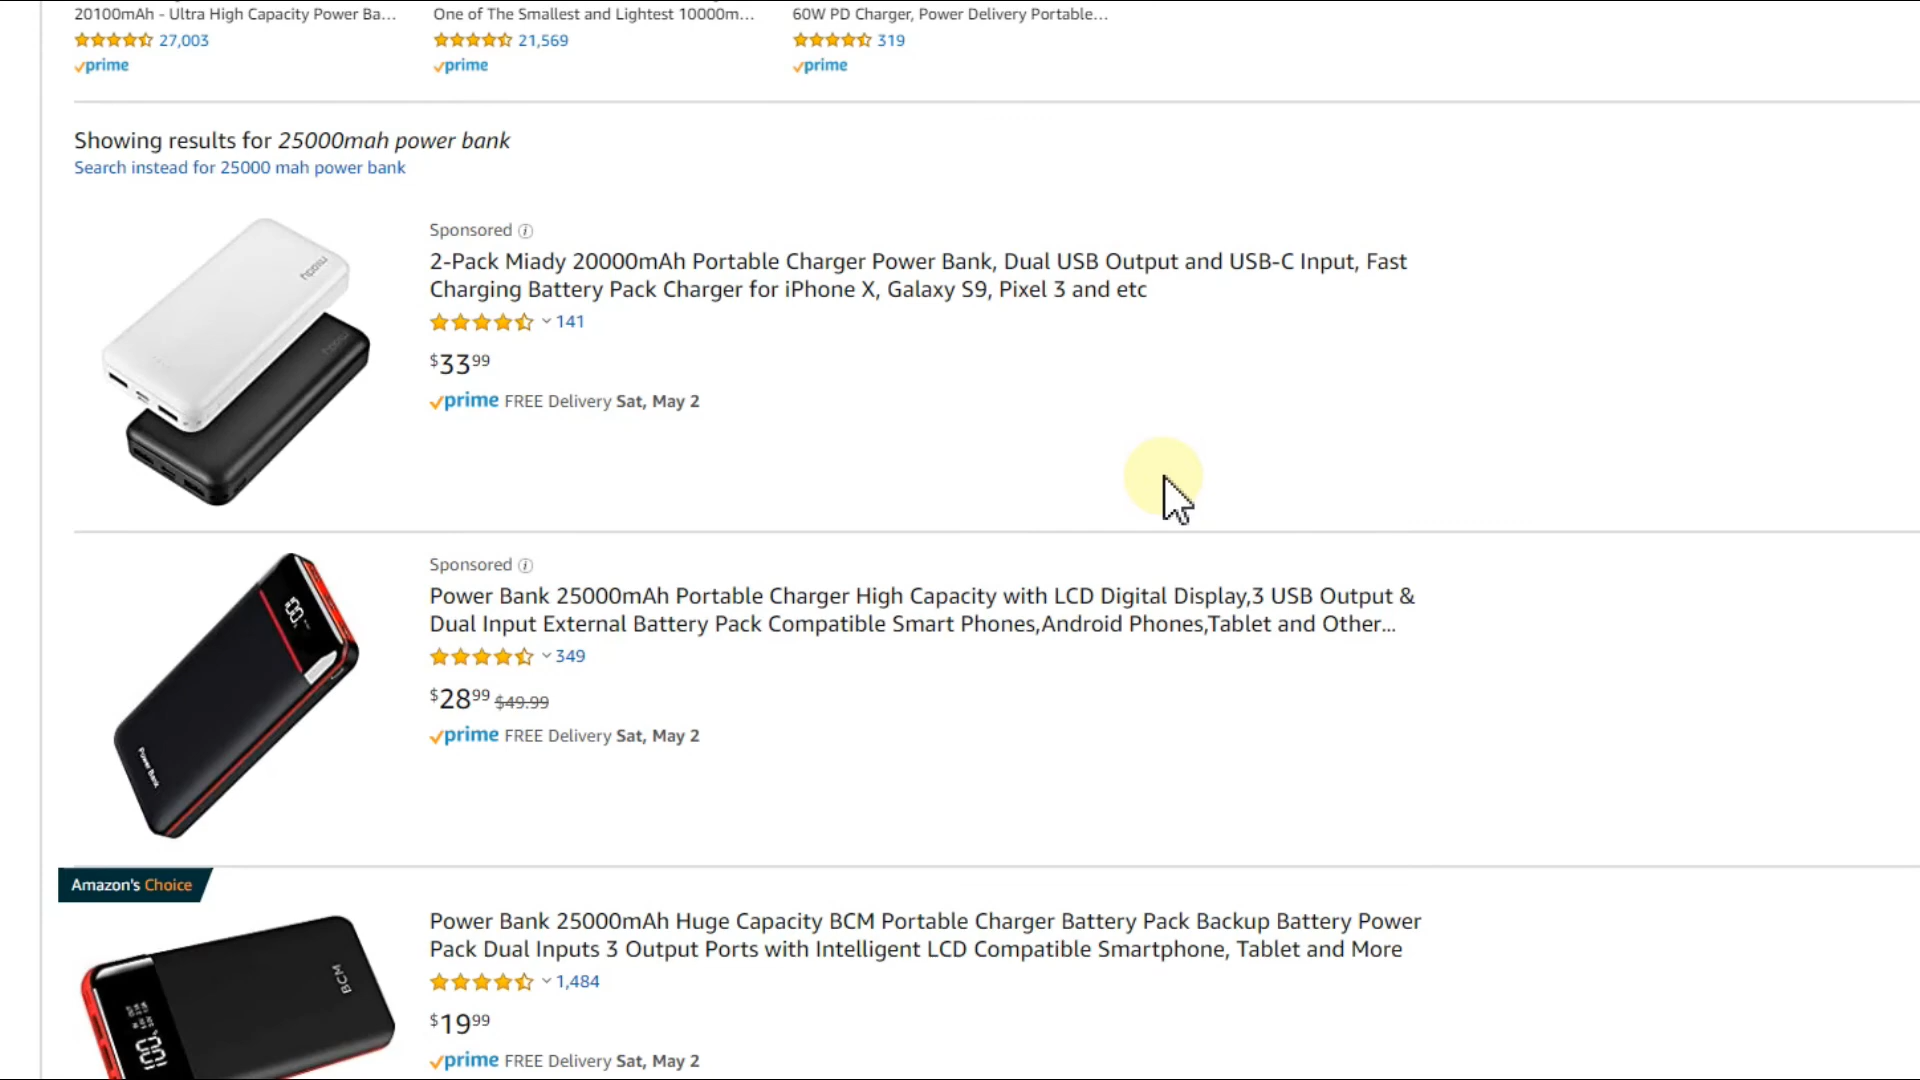 20100mAh - Ultra High Capacity Power Ba...
One of The Smallest and Lightest 10000m...
60W PD Charger, Power Delivery Portable...
27,003
21,569
319
prime
prime
prime
Showing results for 25000mah power bank
Search instead for 25000 mah power bank
Sponsored
2-Pack Miady 20000mAh Portable Charger Power Bank, Dual USB Output and USB-C Input, Fast
Charging Battery Pack Charger for iPhone X, Galaxy S9, Pixel 3 and etc
141
$33 99
prime FREE Delivery Sat, May 2
miady
Sponsored
Power Bank 25000mAh Portable Charger High Capacity with LCD Digital Display,3 USB Output &
Dual Input External Battery Pack Compatible Smart Phones,Android Phones,Tablet and Other...
349
$28 99 $49.99
prime FREE Delivery Sat, May 2
100
Power Bank
Amazon's Choice
Power Bank 25000mAh Huge Capacity BCM Portable Charger Battery Pack Backup Battery Power
Pack Dual Inputs 3 Output Ports with Intelligent LCD Compatible Smartphone, Tablet and More
1,484
$19 99
prime FREE Delivery Sat, May 2
BCM
100